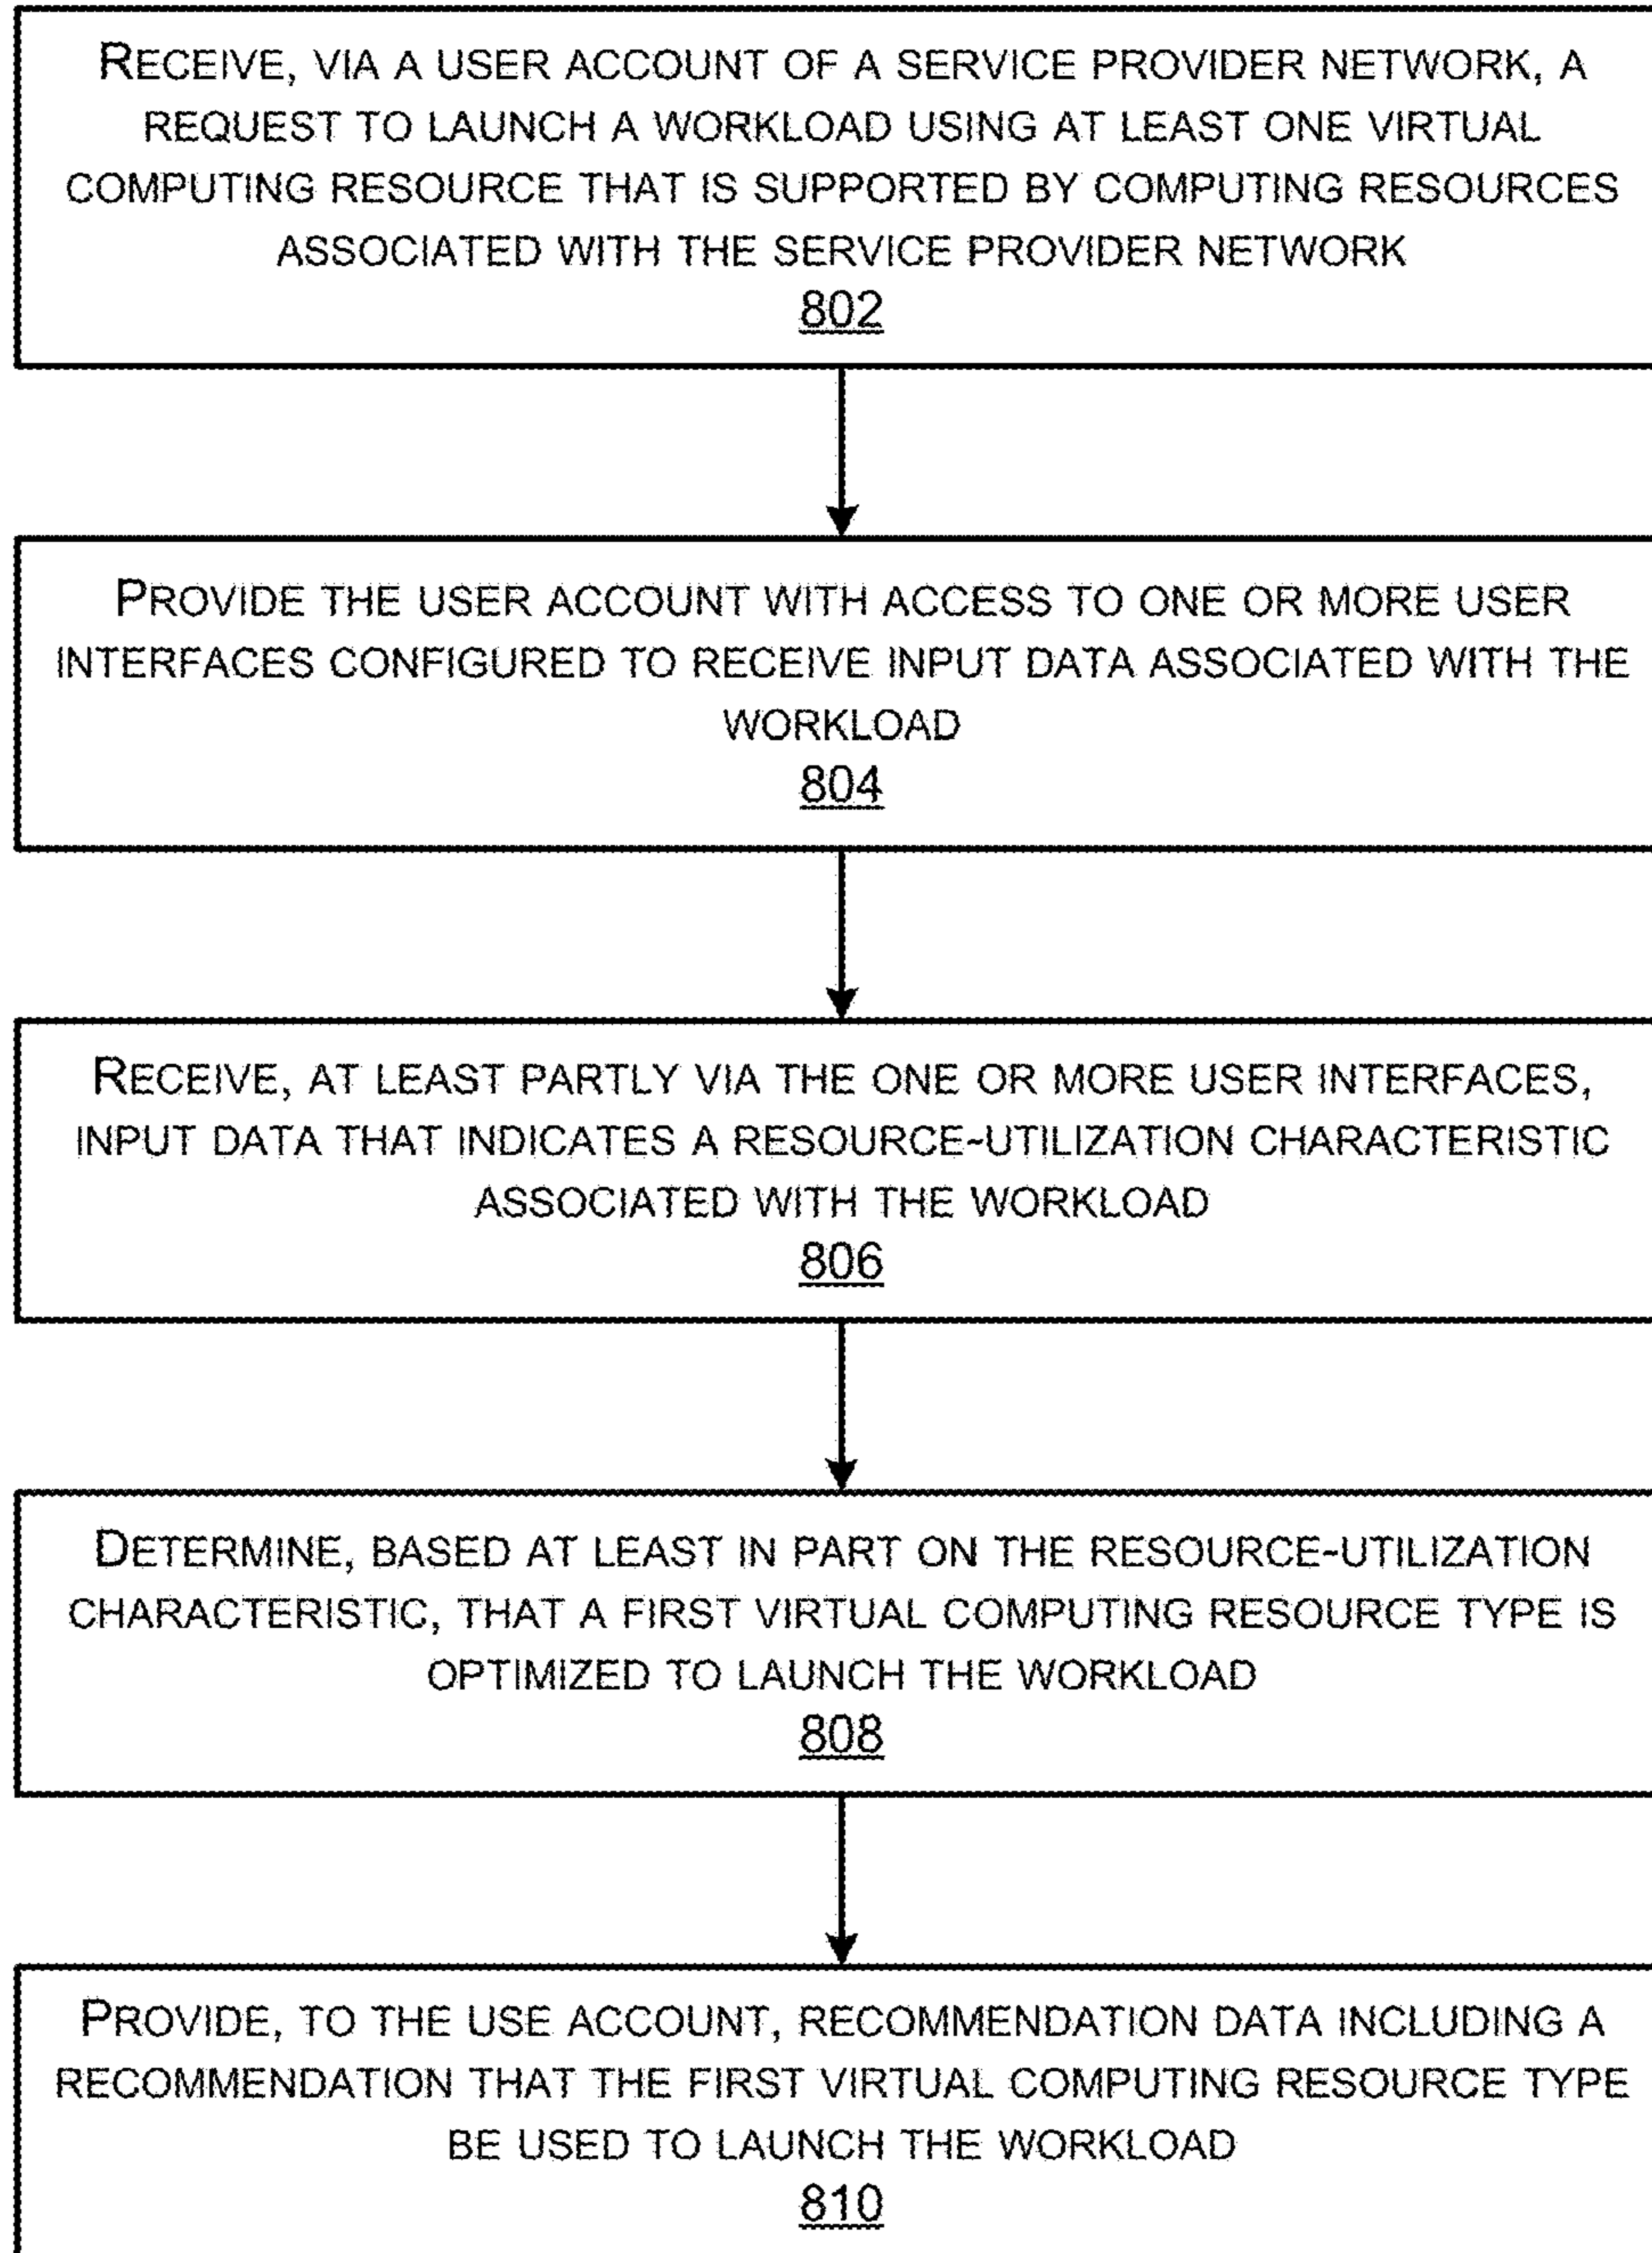 RECEIVE, VIA A USER ACCOUNT OF A SERVICE PROVIDER NETWORK, A
REQUEST TO LAUNCH A WORKLOAD USING AT LEAST ONE VIRTUAL
COMPUTING RESOURCE THAT IS SUPPORTED BY COMPUTING RESOURCES
ASSOCIATED WITH THE SERVICE PROVIDER NETWORK
802
PROVIDE THE USER ACCOUNT WITH ACCESS TO ONE OR MORE USER
INTERFACES CONFIGURED TO RECEIVE INPUT DATA ASSOCIATED WITH THE
WORKLOAD
804
RECEIVE, AT LEAST PARTLY VIA THE ONE OR MORE USER INTERFACES,
INPUT DATA THAT INDICATES A RESOURCE-UTILIZATION CHARACTERISTIC
ASSOCIATED WITH THE WORKLOAD
806
DETERMINE, BASED AT LEAST IN PART ON THE RESOURCE-UTILIZATION
CHARACTERISTIC, THAT A FIRST VIRTUAL COMPUTING RESOURCE TYPE IS
OPTIMIZED TO LAUNCH THE WORKLOAD
808
PROVIDE, TO THE USE ACCOUNT, RECOMMENDATION DATA INCLUDING A
RECOMMENDATION THAT THE FIRST VIRTUAL COMPUTING RESOURCE TYPE
BE USED TO LAUNCH THE WORKLOAD
810